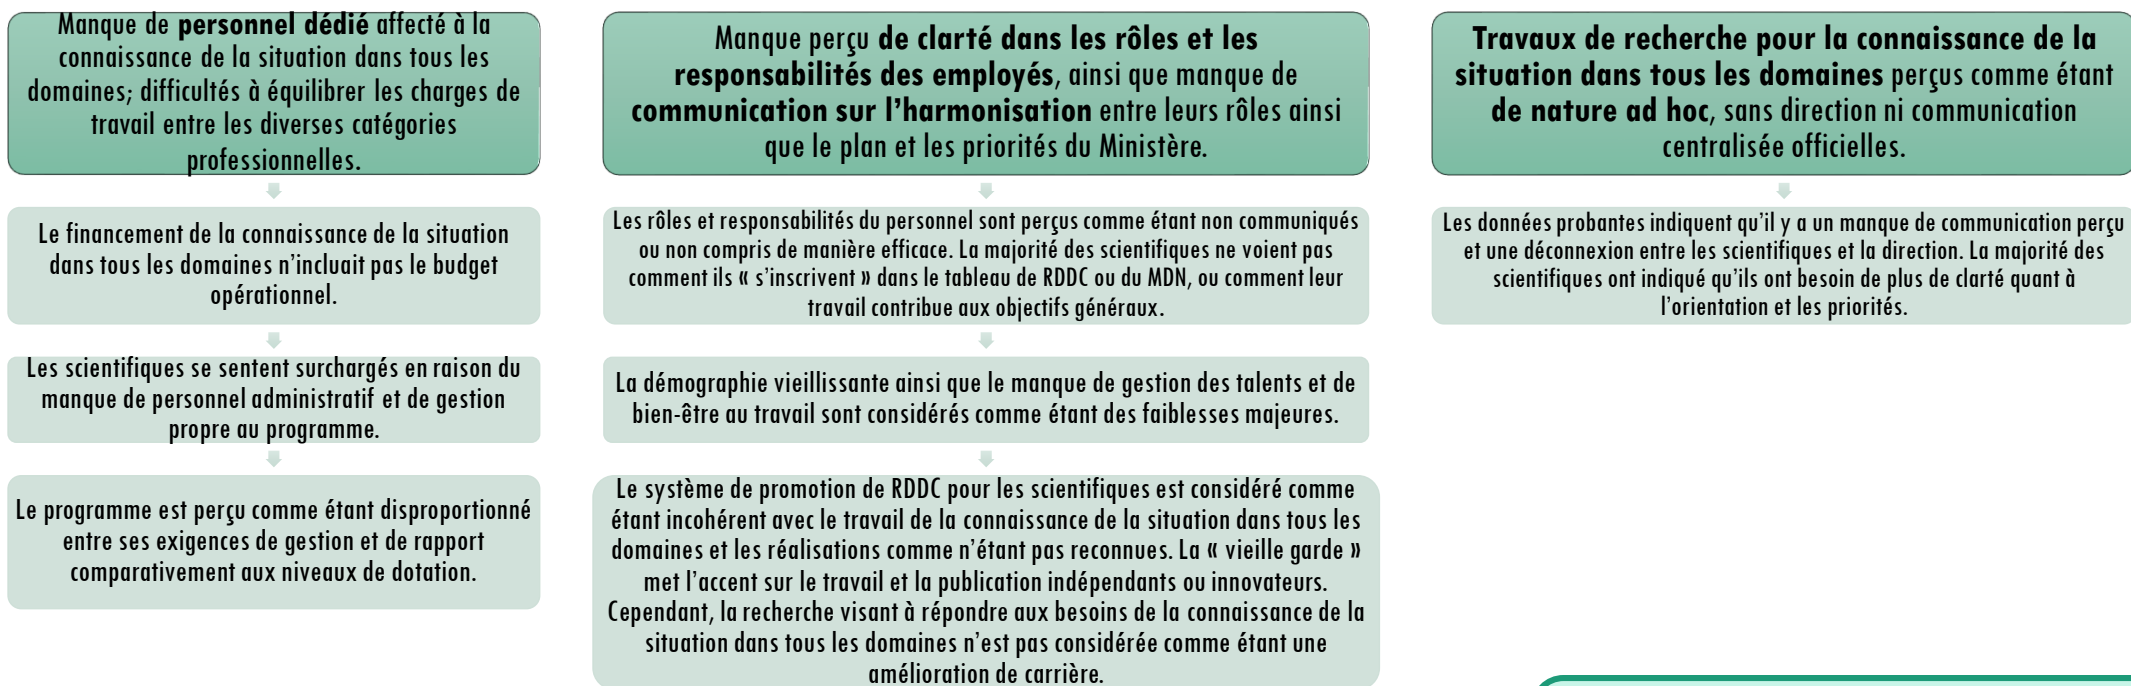 Manque de personnel dédié affecté à la
connaissance de la situation dans tous les
domaines; difficultés à équilibrer les charges de
travail entre les diverses catégories
professionnelles.
Le financement de la connaissance de la situation
dans tous les domaines n'incluait pas le budget
opérationnel.
Les scientifiques se sentent surchargés en raison du
manque de personnel administratif et de gestion
propre au programme.
Le programme est perçu comme étant disproportionné
entre ses exigences de gestion et de rapport
comparativement aux niveaux de dotation.
Manque perçu de clarté dans les rôles et les
responsabilités des employés, ainsi que manque de
communication sur l'harmonisation entre leurs rôles ainsi
que le plan et les priorités du Ministère.
Les rôles et responsabilités du personnel sont perçus comme étant non communiqués
ou non compris de manière efficace. La majorité des scientifiques ne voient pas
comment ils « s'inscrivent » dans le tableau de RDDC ou du MDN, ou comment leur
travail contribue aux objectifs généraux.
La démographie vieillissante ainsi que le manque de gestion des talents et de
bien-être au travail sont considérés comme étant des faiblesses majeures.
Le système de promotion de RDDC pour les scientifiques est considéré comme
étant incohérent avec le travail de la connaissance de la situation dans tous les
domaines et les réalisations comme n'étant pas reconnues. La « vieille garde »
met l'accent sur le travail et la publication indépendants ou innovateurs.
Cependant, la recherche visant à répondre aux besoins de la connaissance de la
situation dans tous les domaines n'est pas considérée comme étant une
amélioration de carrière.
Travaux de recherche pour la connaissance de la
situation dans tous les domaines perçus comme étant
de nature ad hoc, sans direction ni communication
centralisée officielles.
Les données probantes indiquent qu'il y a un manque de communication perçu
et une déconnexion entre les scientifiques et la direction. La majorité des
scientifiques ont indiqué qu'ils ont besoin de plus de clarté quant à
l'orientation et les priorités.